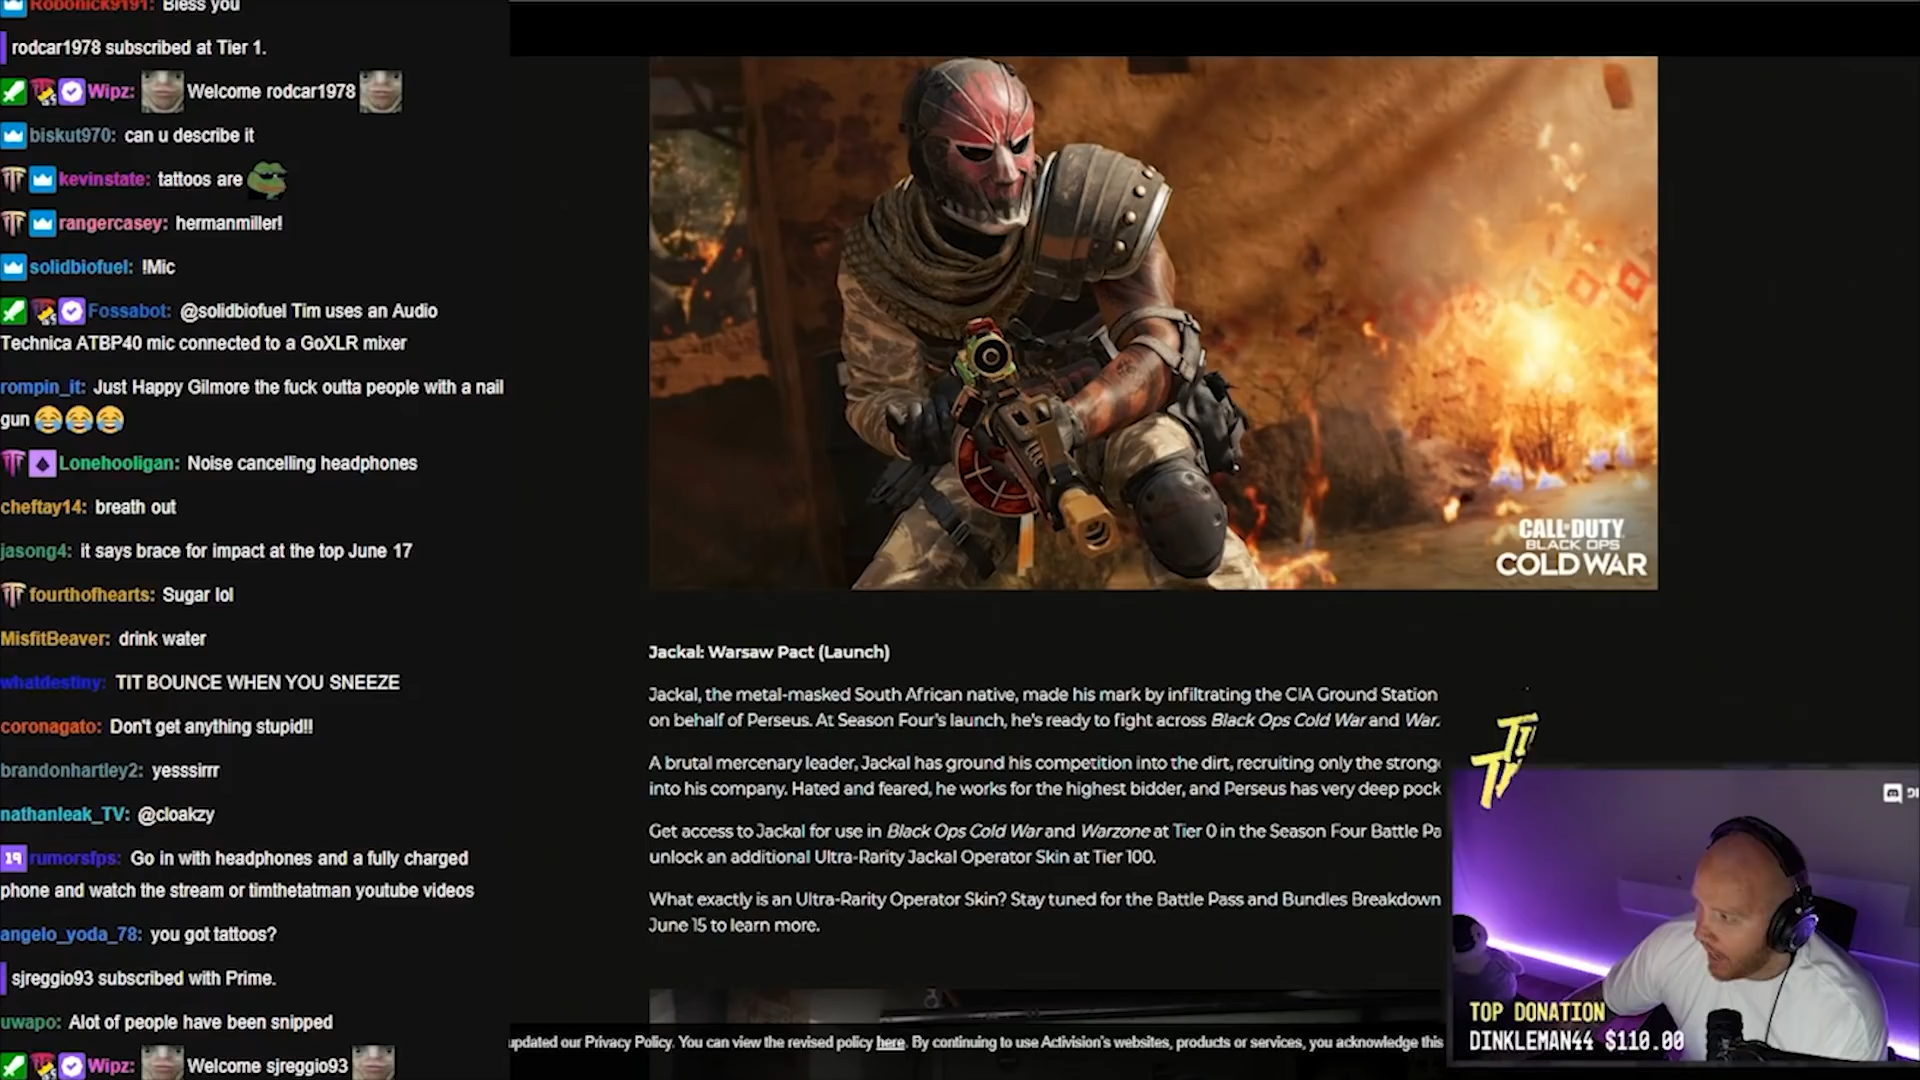 Robonick9191: Bless you
rodcar1978 subscribed at Tier 1.
Wipz: Welcome rodcar1978
biskut970: can u describe it
kevinstate: tattoos are
rangercasey: hermanmiller!
solidbiofuel: !Mic
Fossabot: @solidbiofuel Tim uses an Audio
Technica ATBP40 mic connected to a GoXLR mixer
rompin_it: Just Happy Gilmore the fuck outta people with a nail
gun
Lonehooligan: Noise cancelling headphones
cheftay14: breath out
jasong4: it says brace for impact at the top June 17
fourthofhearts: Sugar lol
MisfitBeaver: drink water
whatdestiny: TIT BOUNCE WHEN YOU SNEEZE
coronagato: Don't get anything stupid!!
brandonhartley2: yesssirrr
nathanleak_TV: @cloakzy
19 rumorsfps: Go in with headphones and a fully charged
phone and watch the stream or timthetatman youtube videos
angelo_yoda_78: you got tattoos?
sjreggio93 subscribed with Prime.
uwapo: Alot of people have been snipped
Wipz: Welcome sjreggio93
CALL OF DUTY
BLACK OPS
COLD WAR
Jackal: Warsaw Pact (Launch)
Jackal, the metal-masked South African native, made his mark by infiltrating the CIA Ground Station
on behalf of Perseus. At Season Four's launch, he's ready to fight across Black Ops Cold War and War
A brutal mercenary leader, Jackal has ground his competition into the dirt, recruiting only the strong
into his company. Hated and feared, he works for the highest bidder, and Perseus has very deep pock
Get access to Jackal for use in Black Ops Cold War and Warzone at Tier 0 in the Season Four Battle Pa
unlock an additional Ultra-Rarity Jackal Operator Skin at Tier 100.
What exactly is an Ultra-Rarity Operator Skin? Stay tuned for the Battle Pass and Bundles Breakdown
June 15 to learn more.
updated our Privacy Policy. You can view the revised policy here. By continuing to use Activision's websites, products or services, you acknowledge this
TOP DONATION
DINKLEMAN44 $110.00